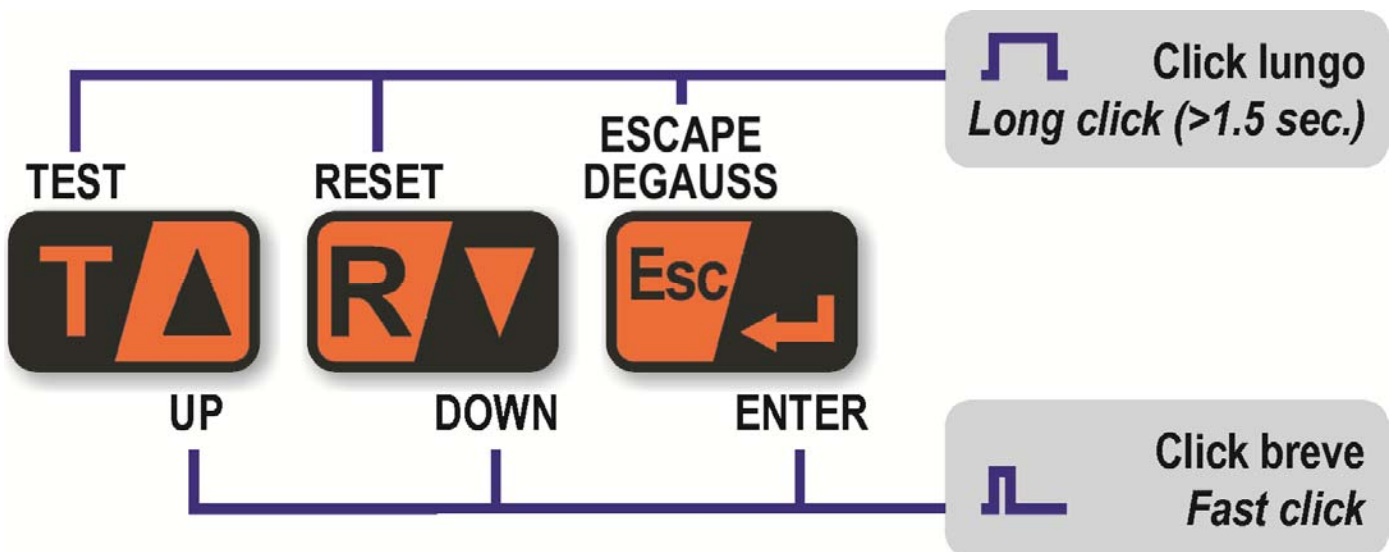 Click lungo
Long click (>1.5 sec.)
ESCAPE
DEGAUSS
TEST
RESET
T
R
Esc
UP
DOWN
ENTER
Click breve
Fast click